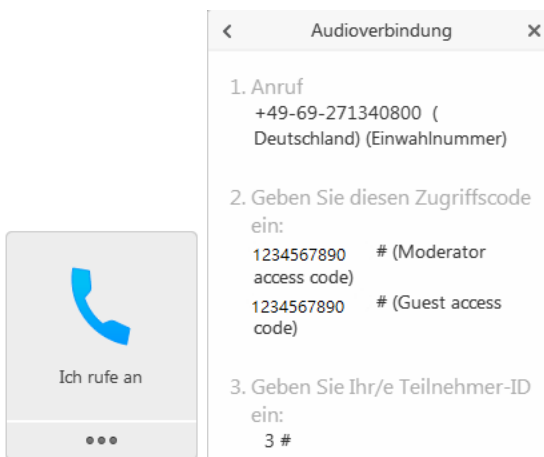 Audioverbindung
1. Anruf
+49-69-271340800 (
Deutschland) (Einwahlnummer)
2. Geben Sie diesen Zugriffscode
ein:
1234567890 # (Moderator
access code)
1234567890 # (Guest access
code)
3. Geben Sie Ihr/e Teilnehmer-ID
ein:
3 #
Ich rufe an